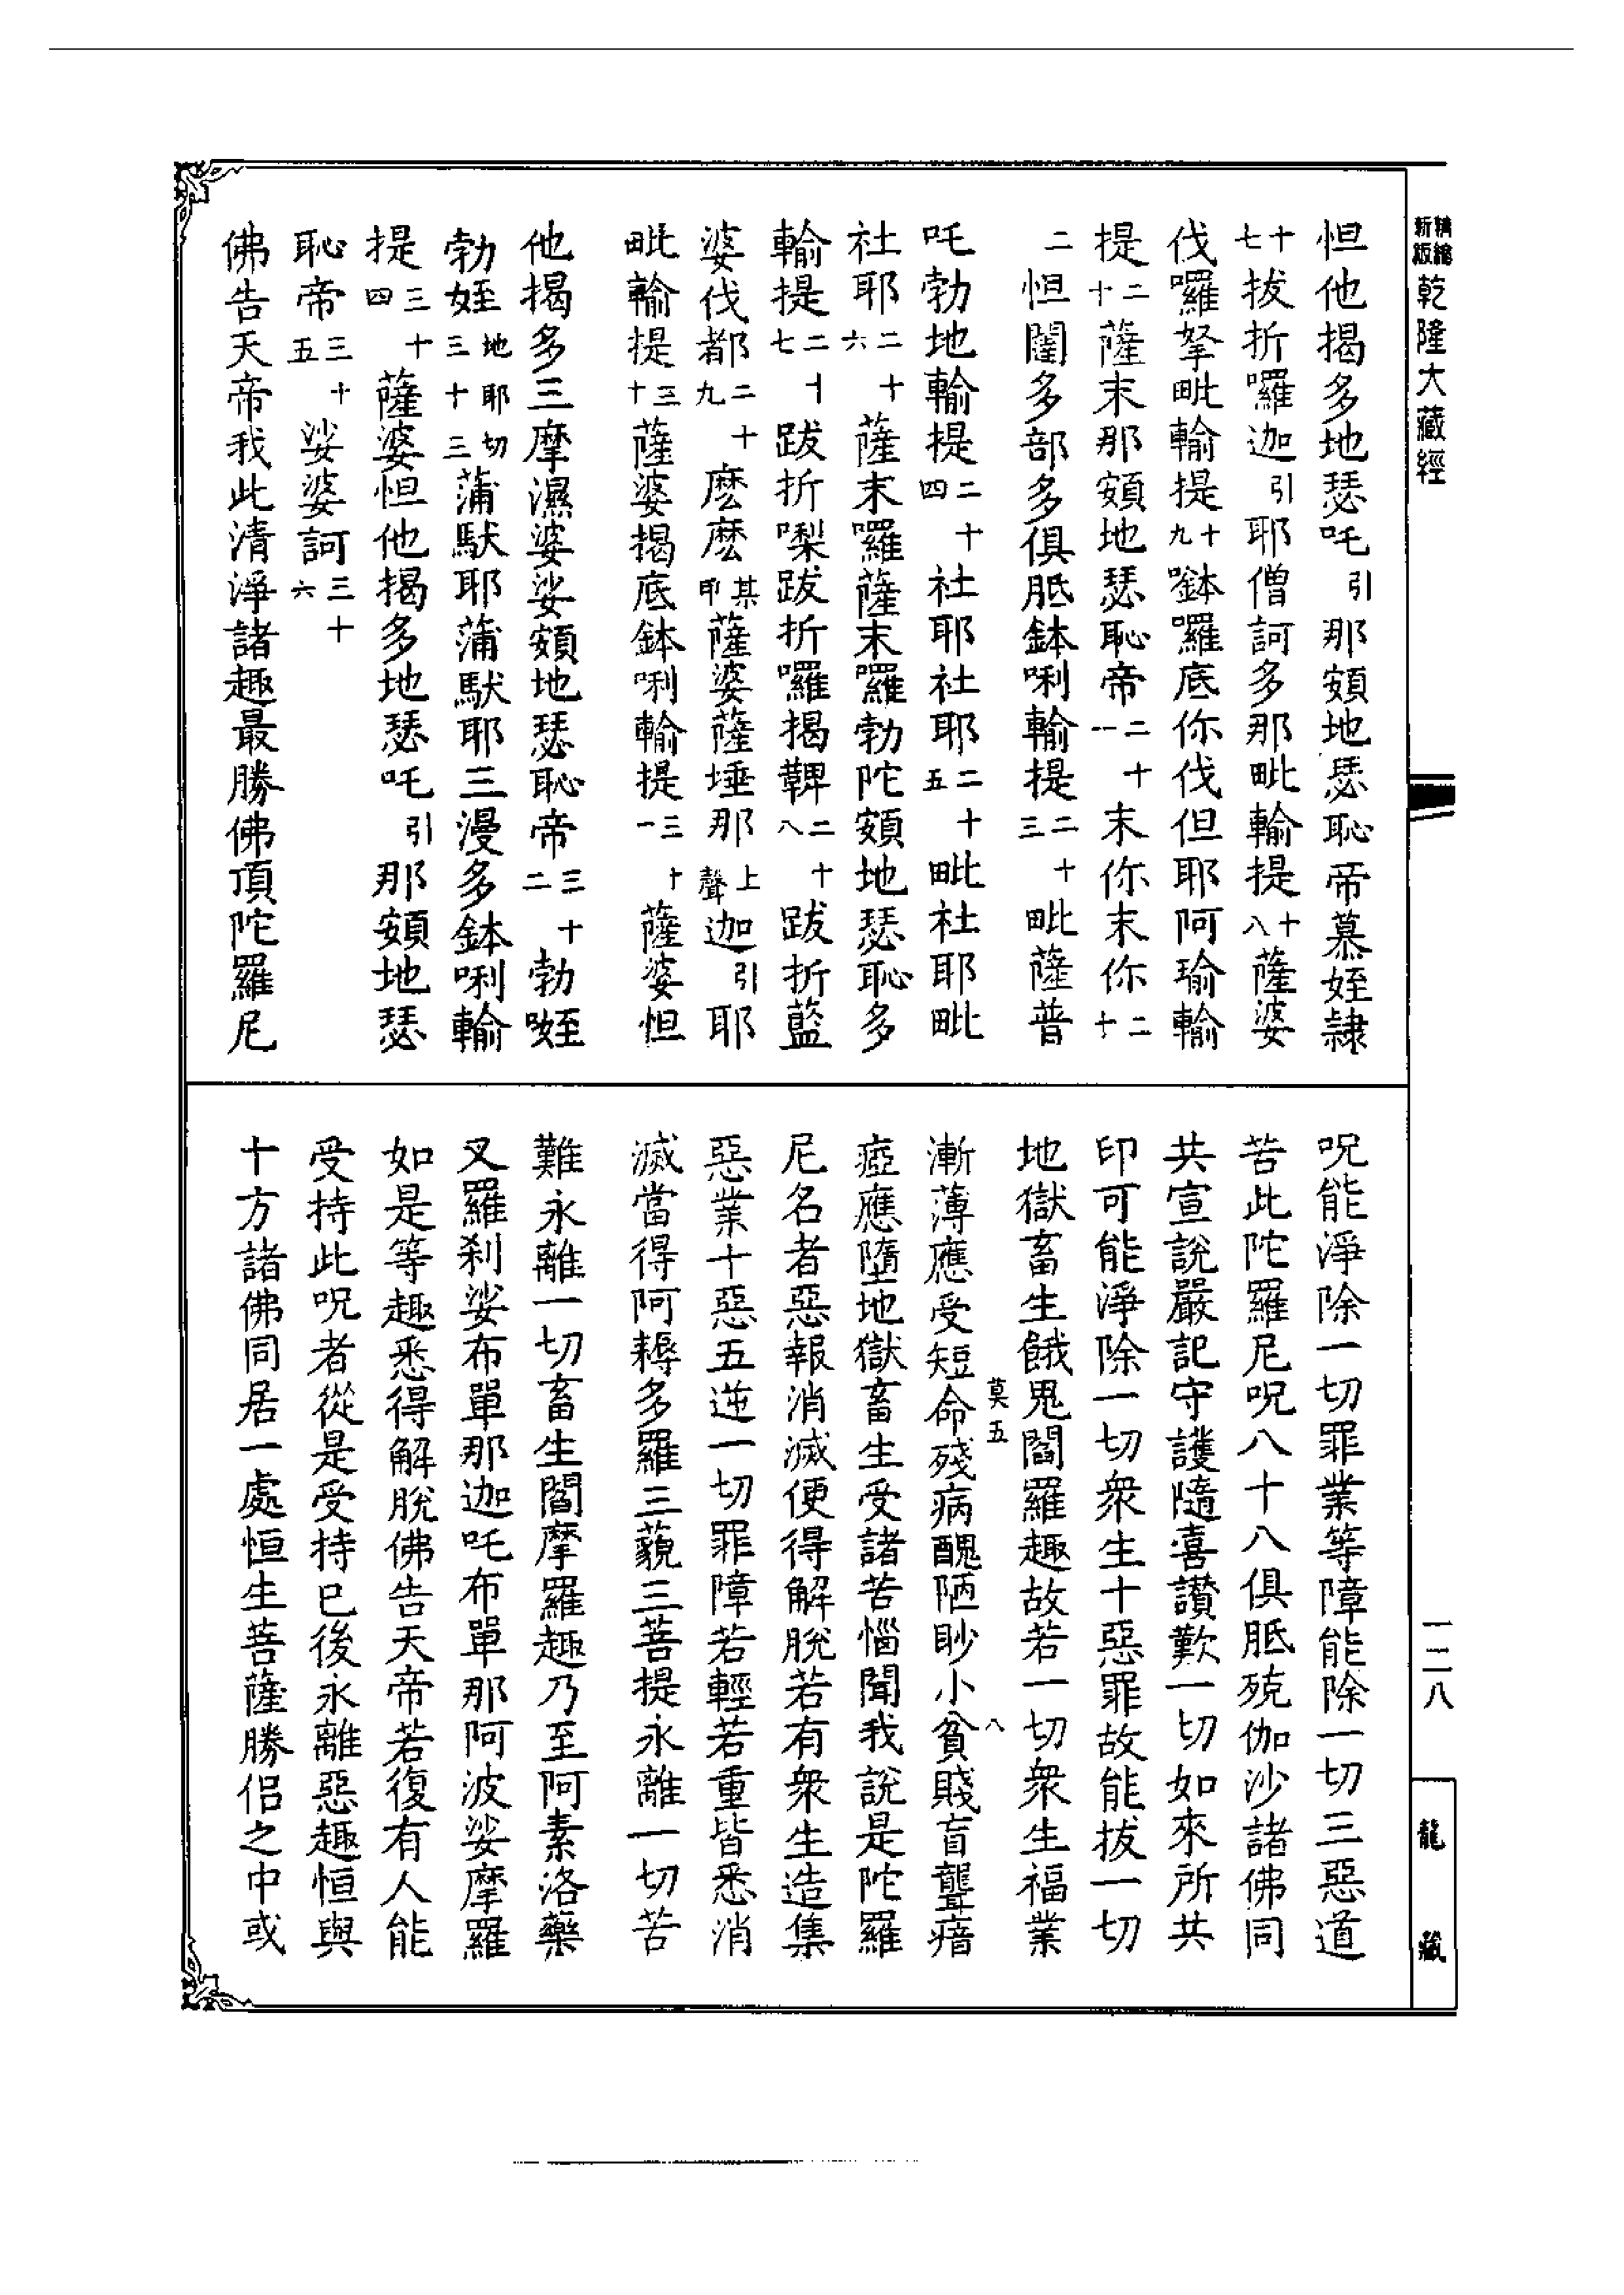 精縮新版乾隆大藏經
怛他揭多地瑟吒引那頞地瑟恥帝慕姪隸
十七拔折囉迦引耶僧訶多那毗輸提十八薩婆
伐囉拏毗輸提十九鉢囉底你伐但耶阿瑜輸
提二十薩末那頞地瑟恥帝二十一末你末你二十
二怛闥多部多俱胝鉢唎輸提二十三毗薩普
吒勃地輸提二十四社耶社耶二十五毗社耶毗
社耶二十六薩末囉薩末囉勃陀頞地瑟恥多
輸提二十七跋折囄跋折囉揭鞞二十八跋折藍
婆伐都二十九麼麼某甲薩婆薩埵那上聲迦引耶
毗輸提三十薩婆揭底鉢唎輸提三十一薩婆怛
他揭多三摩濕婆娑頞地瑟恥帝三十二勃𡄣
勃姪地耶切三十三蒲䭾耶蒲䭾耶三漫多鉢唎輸
提三十四薩婆怛他揭多地瑟吒引那頞地瑟
恥帝三十五娑婆訶三十六
佛告天帝我此清淨諸趣最勝佛頂陀羅尼
呪能淨除一切罪業等障能除一切三惡道
苦此陀羅尼呪八十八俱胝殑伽沙諸佛同
共宣說嚴記守護隨喜讚歎一切如來所共
印可能淨除一切衆生十惡罪故能拔一切
地獄畜生餓鬼閻羅趣故若一切衆生福業
莫五
八
漸薄應受短命殘病醜陋眇小貧賤盲聾瘖
瘂應墮地獄畜生受諸苦惱聞我說是陀羅
尼名者惡報消滅便得解脫若有衆生造集
惡業十惡五逆一切罪障若輕若重皆悉消
滅當得阿耨多羅三藐三菩提永離一切苦
難永離一切畜生閻摩羅趣乃至阿素洛藥
叉羅刹娑布單那迦吒布單那阿波娑摩羅
如是等趣悉得解脫佛告天帝若復有人能
受持此呪者從是受持已後永離惡趣恒與
十方諸佛同居一處恒生菩薩勝侶之中或
一二八
龍藏